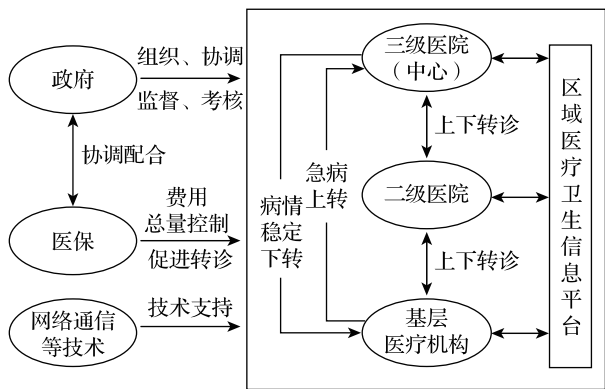 政府
组织、协调
监督、考核
协调配合
医保
费用
总量控制
促进转诊
网络通信
等技术
技术支持
三级医院
（中心）
上下转诊
急病
上转
病情
稳定
下转
二级医院
上下转诊
基层
医疗机构
区域医疗卫生信息平台